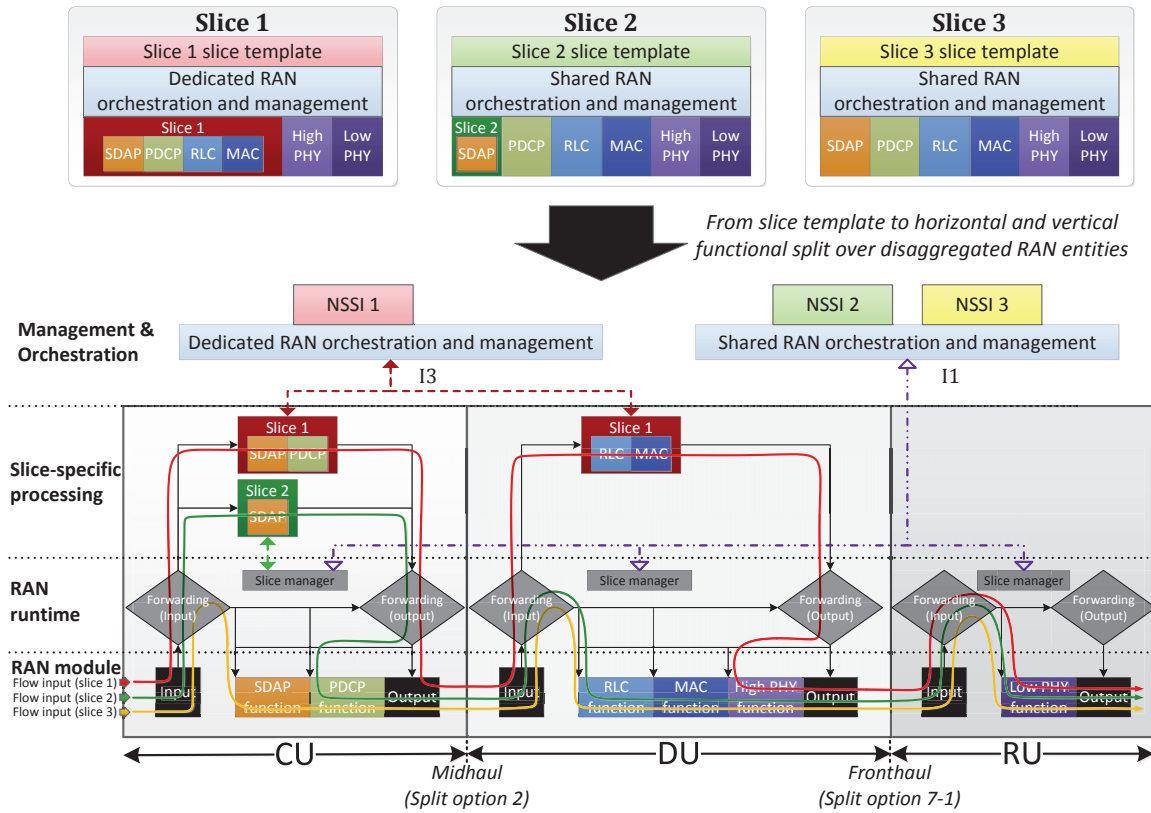 Slice 1
Slice 1 slice template
Dedicated RAN
orchestration and management
Slice 1
SDAP PDCP RLC MAC
High
PHY
Low
PHY
Slice 2
Slice 2 slice template
Shared RAN
orchestration and management
Slice 2
SDAP
PDCP RLC MAC
High
PHY
Low
PHY
Slice 3
Slice 3 slice template
Shared RAN
orchestration and management
SDAP PDCP RLC MAC
High
PHY
Low
PHY
From slice template to horizontal and vertical
functional split over disaggregated RAN entities
Management &
Orchestration
NSSI 1
Dedicated RAN orchestration and management
NSSI 2
NSSI 3
Shared RAN orchestration and management
I3
I1
Slice-specific
processing
Slice 1
SDAP PDCP
Slice 2
SDAP
Slice 1
RLC MAC
RAN
runtime
Forwarding
(Input)
Slice manager
Forwarding
(output)
Forwarding
(Input)
Slice manager
Forwarding
(Output)
Forwarding
(Input)
Slice manager
Forwarding
(Output)
RAN module
Flow input (slice 1)
Flow input (slice 2)
Flow input (slice 3)
Input
SDAP
function
PDCP
function
Output
Input
RLC
function
MAC
function
High PHY
function
Output
Input
Low PHY
function
Output
CU
DU
RU
Midhaul
(Split option 2)
Fronthaul
(Split option 7-1)